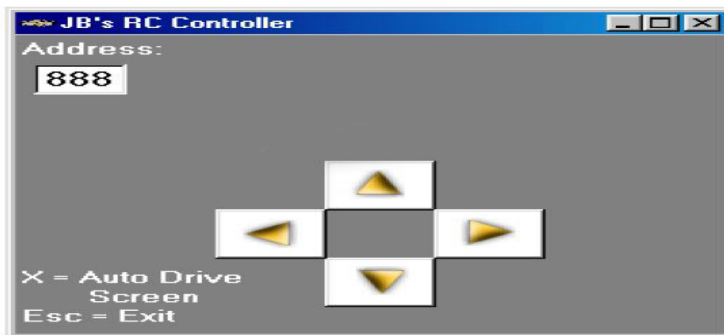 JB's RC Controller
Address:
888
X = Auto Drive
Screen
Esc = Exit